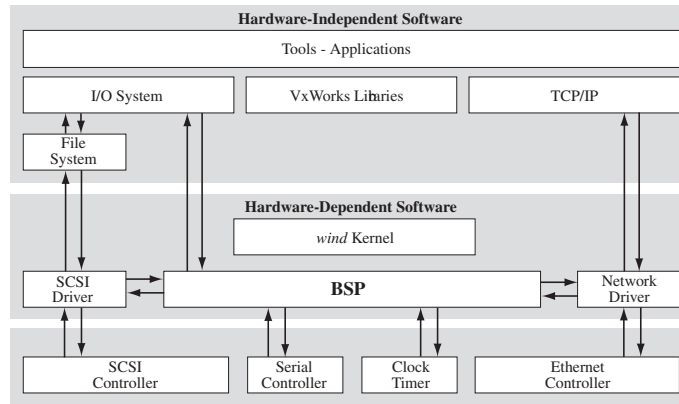 Hardware-Independent Software
Tools - Applications
I/O System
VxWorks Libraries
TCP/IP
File
System
Hardware-Dependent Software
wind Kernel
SCSI
Driver
BSP
Network
Driver
SCSI
Controller
Serial
Controller
Clock
Timer
Ethernet
Controller